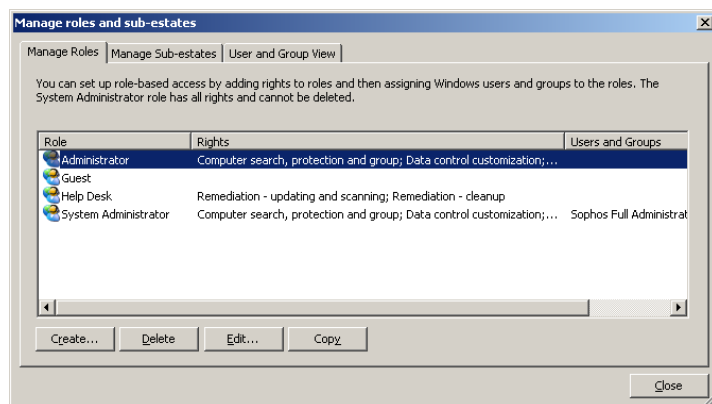 Manage roles and sub-estates
Manage Roles Manage Sub-estates User and Group View
You can set up role-based access by adding rights to roles and then assigning Windows users and groups to the roles. The
System Administrator role has all rights and cannot be deleted.
Role Rights Users and Groups
Administrator Computer search, protection and group; Data control customization;...
Guest
Help Desk Remediation - updating and scanning; Remediation - cleanup
System Administrator Computer search, protection and group; Data control customization;... Sophos Full Administrat
Create... Delete Edit... Copy
Close